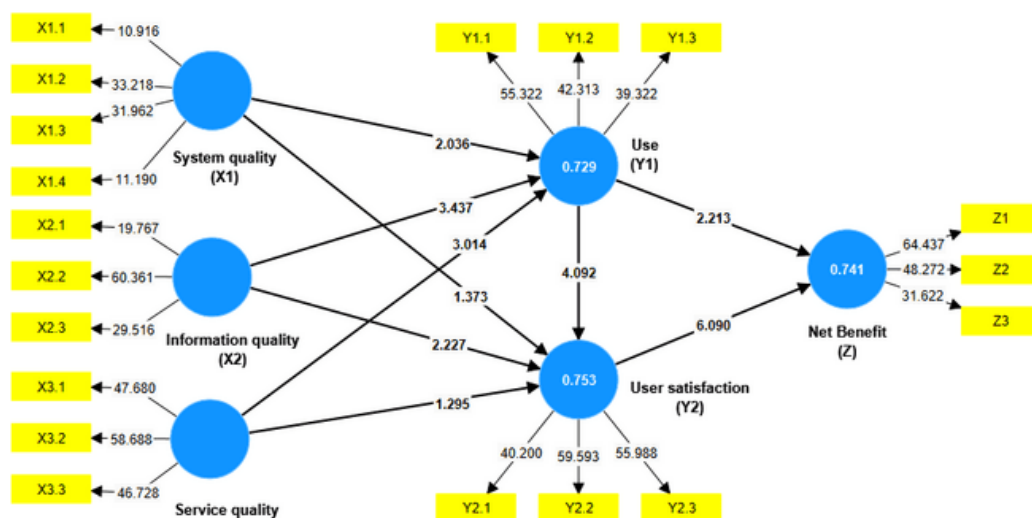 X1.1
10.916
X1.2
33.218
31.962
X1.3
11.190
X1.4
System quality
(X1)
X2.1
19.767
X2.2
60.361
X2.3
29.516
Information quality
(X2)
X3.1
47.680
X3.2
58.688
X3.3
46.728
Service quality
2.036
3.437
3.014
1.373
2.227
1.295
Y1.1
Y1.2
Y1.3
55.322
42.313
39.322
0.729
Use
(Y1)
4.092
0.753
User satisfaction
(Y2)
40.200
59.593
55.988
Y2.1
Y2.2
Y2.3
2.213
6.090
0.741
Net Benefit
(Z)
64.437
Z1
48.272
Z2
31.622
Z3